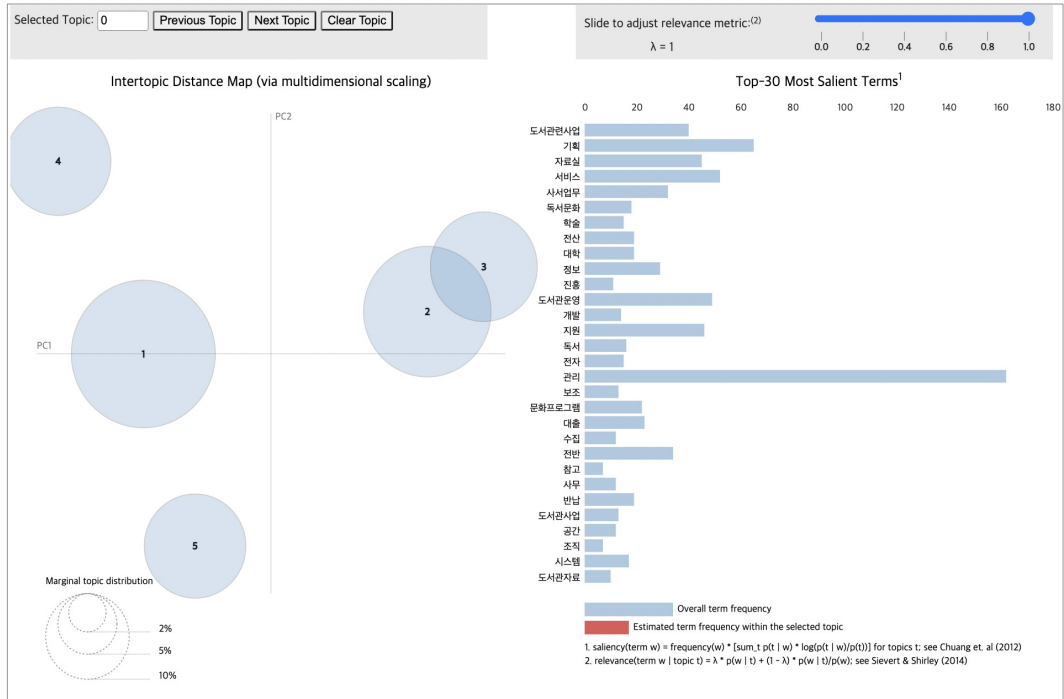 Selected Topic: 0 Previous Topic Next Topic Clear Topic
Slide to adjust relevance metric:(2)
λ = 1
0.0 0.2 0.4 0.6 0.8 1.0
Intertopic Distance Map (via multidimensional scaling)
PC2
PC1
4
3
2
1
5
Marginal topic distribution
2%
5%
10%
Top-30 Most Salient Terms1
0 20 40 60 80 100 120 140 160 180
도서관련사업
기획
자료실
서비스
사서업무
독서문화
학술
전산
대학
정보
진흥
도서관운영
개발
지원
독서
전자
관리
보조
문화프로그램
대출
수집
전반
참고
사무
반납
도서관사업
공간
조직
시스템
도서관자료
Overall term frequency
Estimated term frequency within the selected topic
1. saliency(term w) = frequency(w) * [sum_t p(t | w) * log(p(t | w)/p(t))] for topics t; see Chuang et. al (2012)
2. relevance(term w | topic t) = λ * p(w | t) + (1 - λ) * p(w | t)/p(w); see Sievert & Shirley (2014)